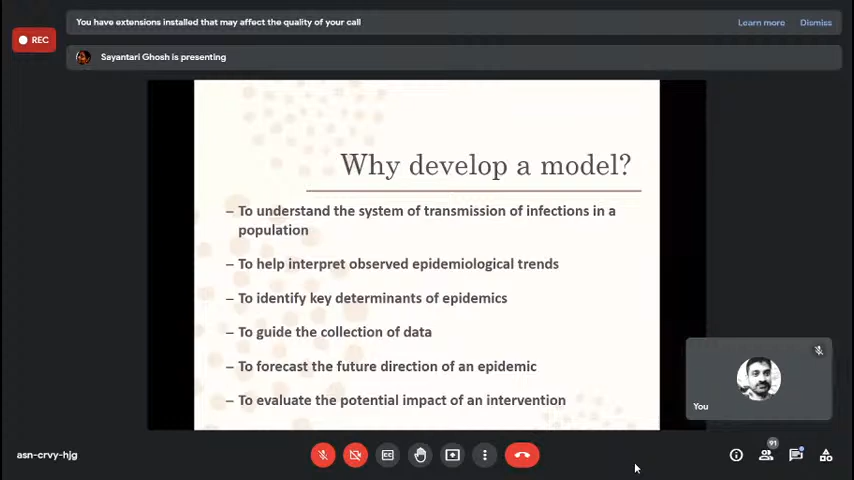 You have extensions installed that may affect the quality of your call
Learn more
Dismiss
REC
Sayantari Ghosh is presenting
Why develop a model?
– To understand the system of transmission of infections in a
population
– To help interpret observed epidemiological trends
– To identify key determinants of epidemics
– To guide the collection of data
– To forecast the future direction of an epidemic
– To evaluate the potential impact of an intervention
You
asn-crvy-hjg
CC
91